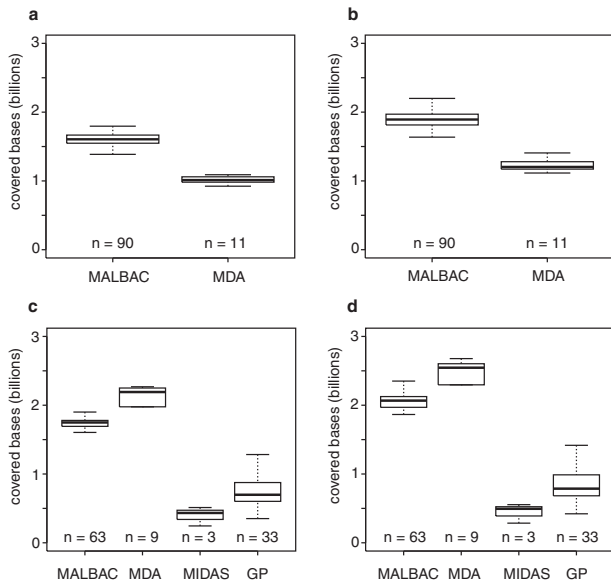 a
covered bases (billions)
3
2
1
0
n = 90
n = 11
MALBAC
MDA
b
covered bases (billions)
3
2
1
0
n = 90
n = 11
MALBAC
MDA
c
covered bases (billions)
3
2
1
0
n = 63
n = 9
n = 3
n = 33
MALBAC
MDA
MIDAS
GP
d
covered bases (billions)
3
2
1
0
n = 63
n = 9
n = 3
n = 33
MALBAC
MDA
MIDAS
GP